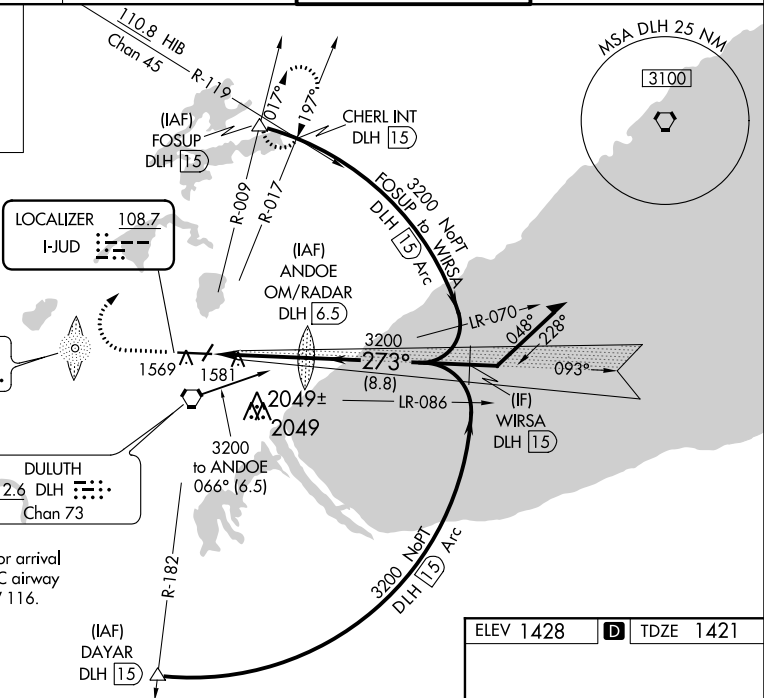 110.8 HIB
Chan 45
R-119
017°
197°
CHERL INT
DLH 15
(IAF)
FOSUP
DLH 15
R-009
R-017
3200 NoPT
FOSUP to WIRSA
DLH 15 Arc
MSA DLH 25 NM
3100
LOCALIZER 108.7
I-JUD
(IAF)
ANDOE
OM/RADAR
DLH 6.5
LR-070
048°
228°
3200
273°
(8.8)
093°
1569
1581
2049±
2049
LR-086
(IF)
WIRSA
DLH 15
3200
to ANDOE
066° (6.5)
DULUTH
2.6 DLH
Chan 73
or arrival
C airway
116.
R-182
3200 NoPT
DLH 15 Arc
(IAF)
DAYAR
DLH 15
ELEV 1428 D TDZE 1421